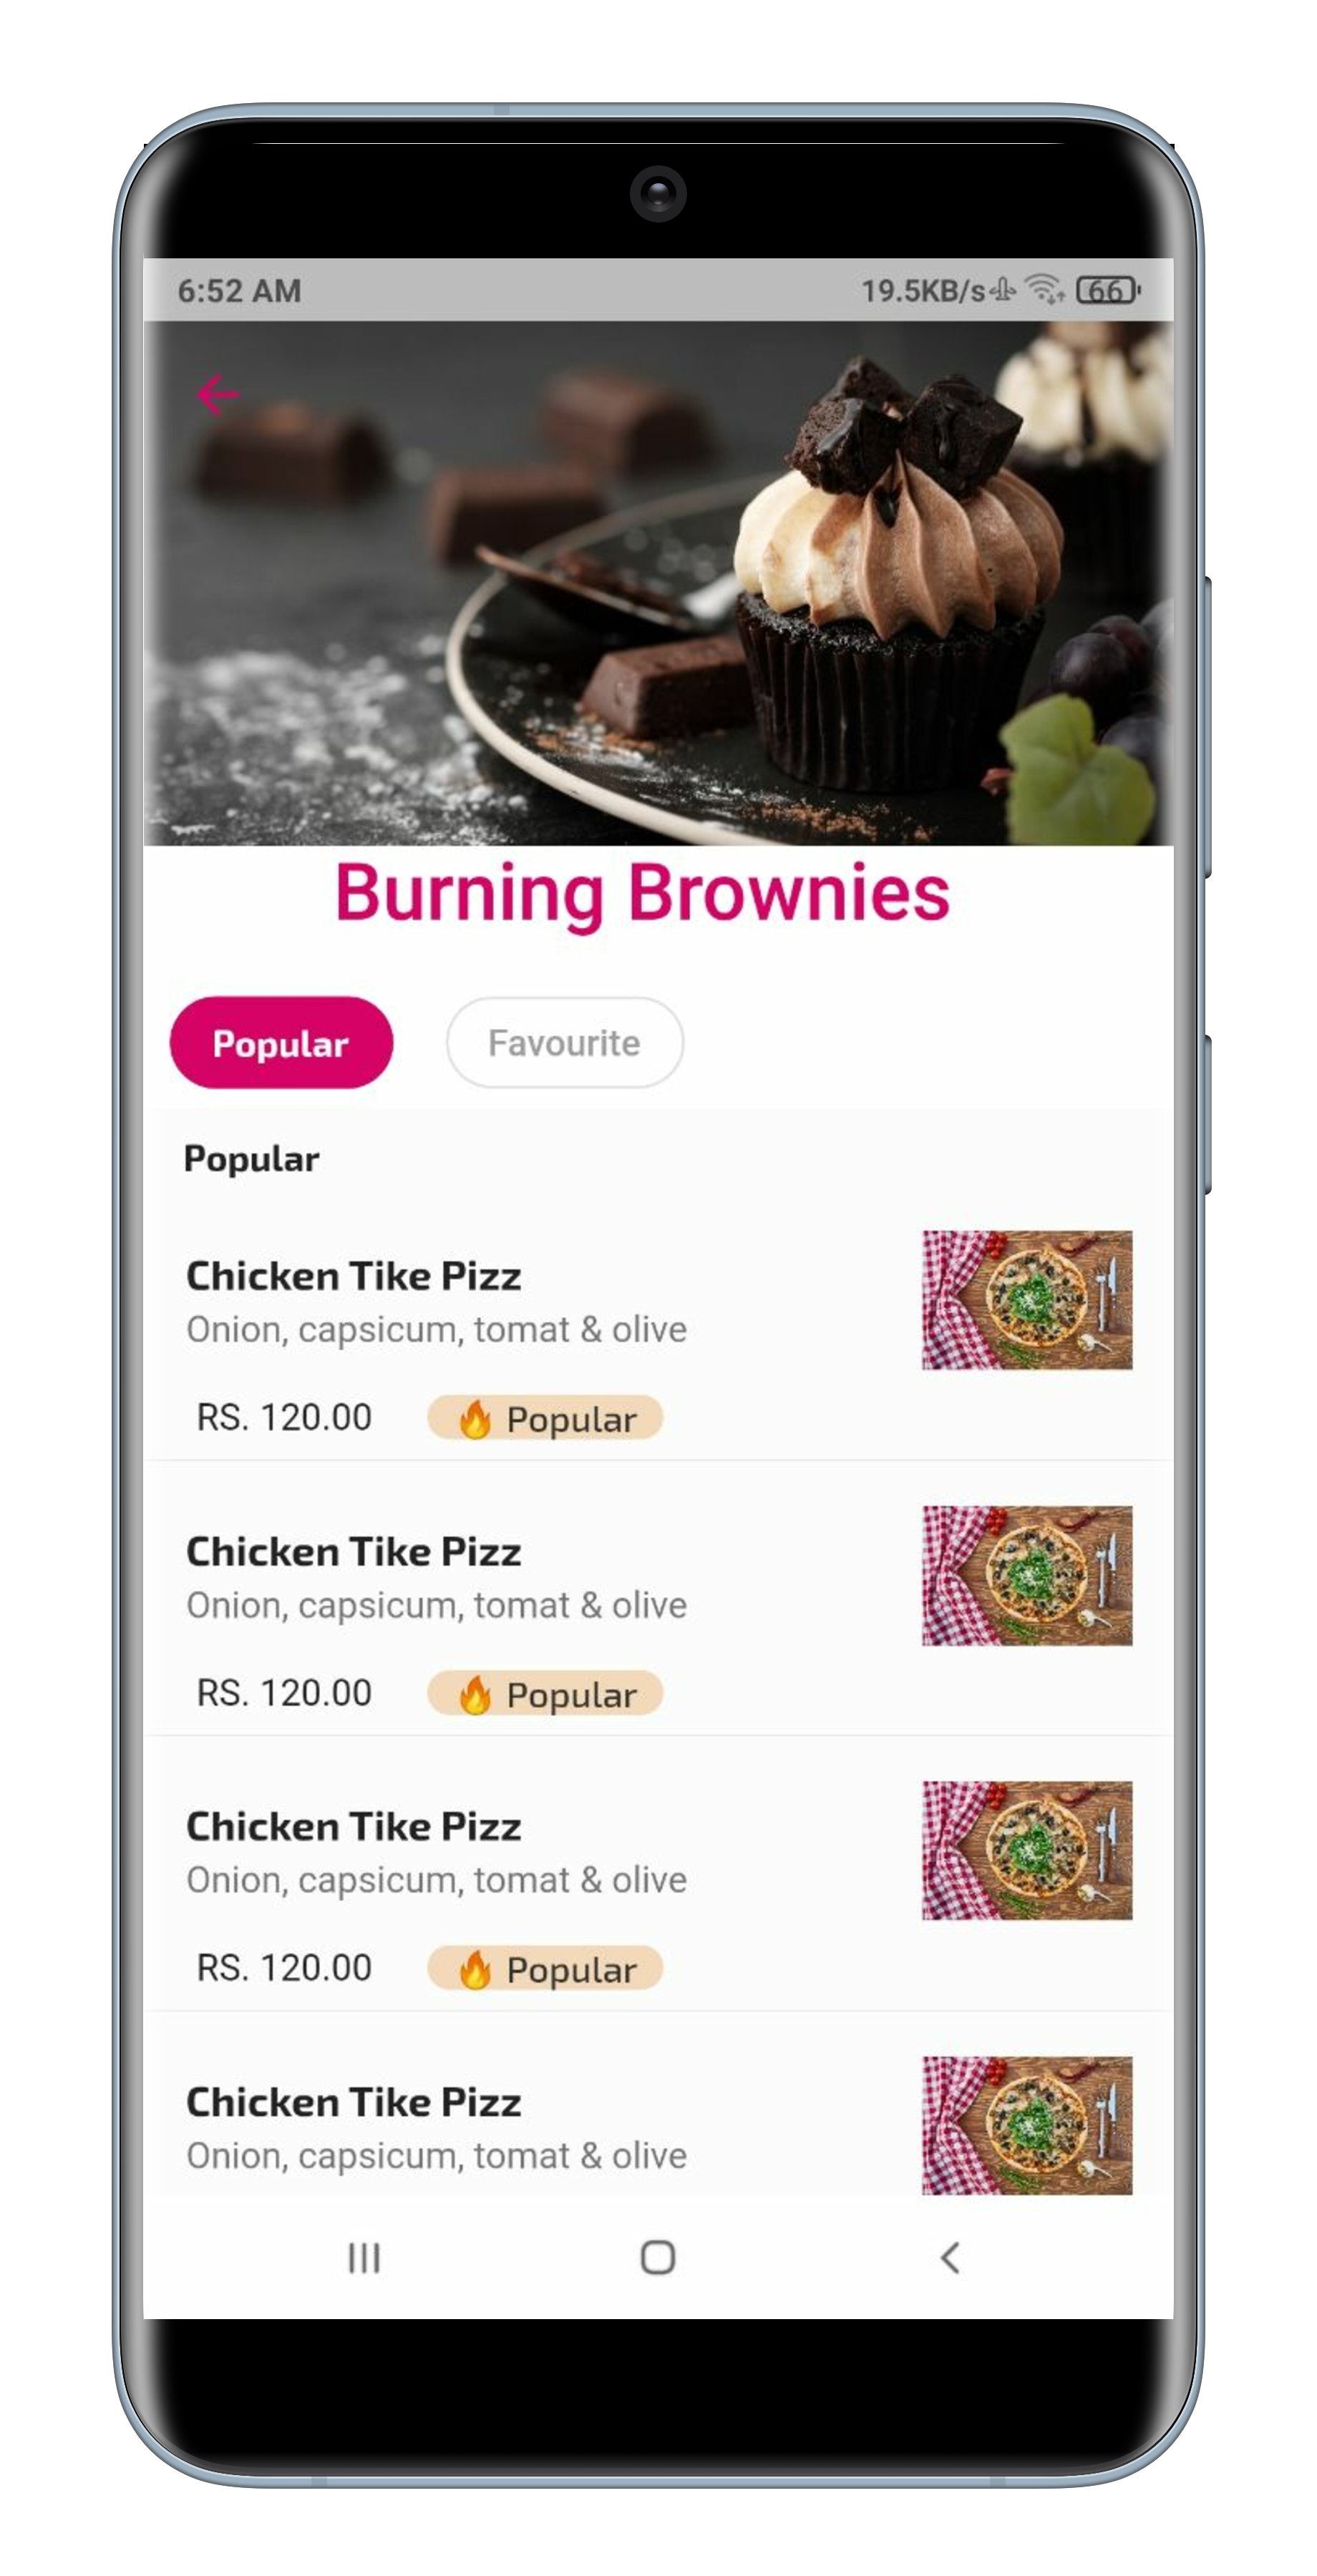 6:52 AM 19.5KB/s 66
Burning Brownies
Popular Favourite
Popular
Chicken Tike Pizz
Onion, capsicum, tomat & olive
RS. 120.00 🔥 Popular
Chicken Tike Pizz
Onion, capsicum, tomat & olive
RS. 120.00 🔥 Popular
Chicken Tike Pizz
Onion, capsicum, tomat & olive
RS. 120.00 🔥 Popular
Chicken Tike Pizz
Onion, capsicum, tomat & olive